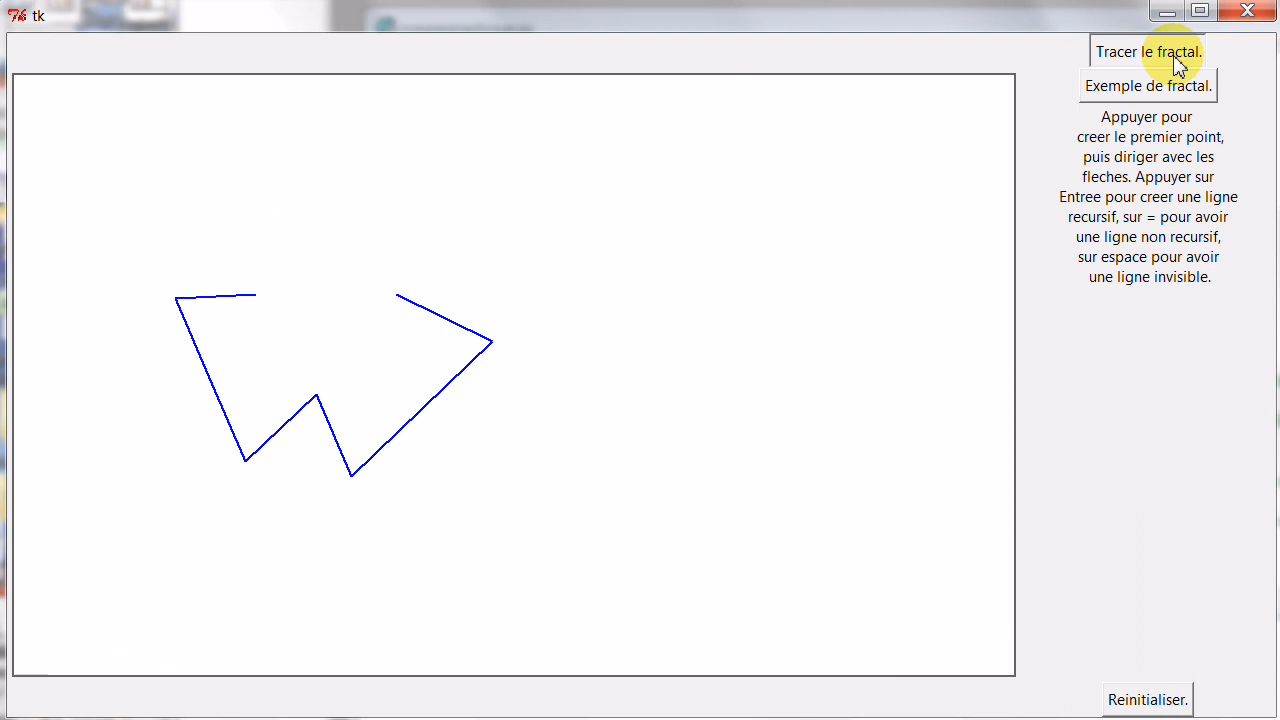 tk
Tracer le fractal.
Exemple de fractal.
Appuyer pour
creer le premier point,
puis diriger avec les
fleches. Appuyer sur
Entree pour creer une ligne
recursif, sur = pour avoir
une ligne non recursif,
sur espace pour avoir
une ligne invisible.
Reinitialiser.